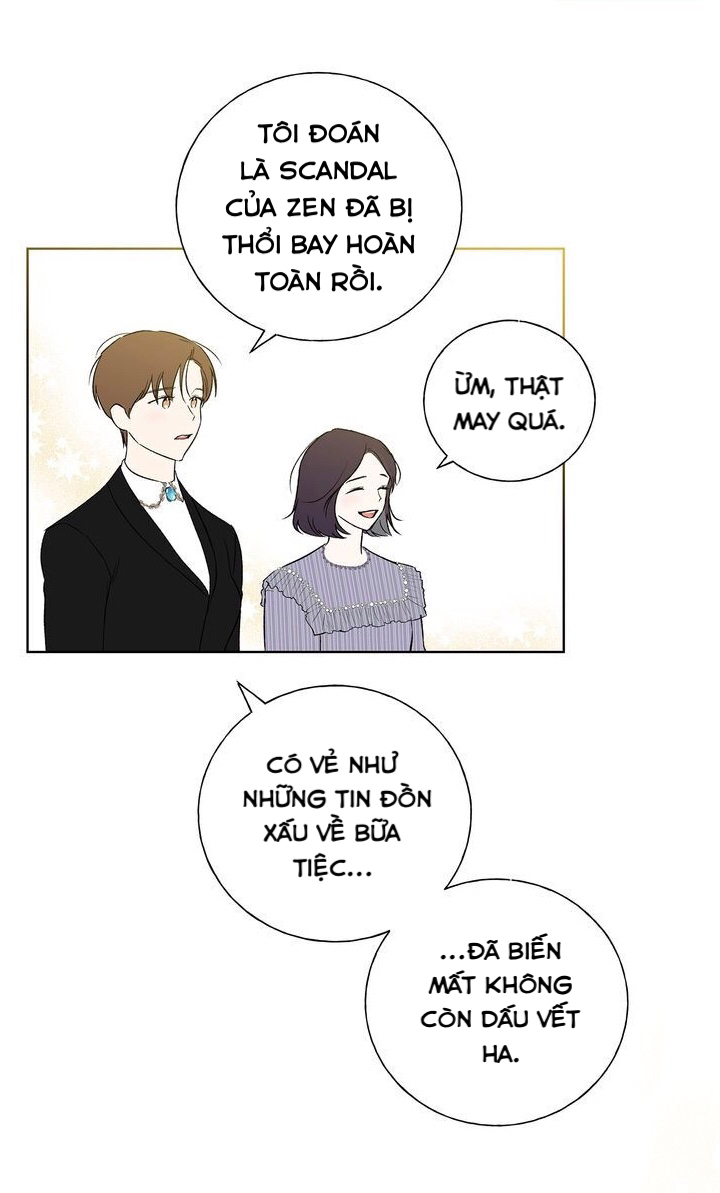 TÔI ĐOÁN
LÀ SCANDAL
CỦA ZEN ĐÃ BỊ
THỔI BAY HOÀN
TOÀN RỒI.
ỪM, THẬT
MAY QUÁ.
CÓ VẺ NHƯ
NHỮNG TIN ĐỒN
XẤU VỀ BỮA
TIỆC...
...ĐÃ BIẾN
MẤT KHÔNG
CÒN DẤU VẾT
HA.